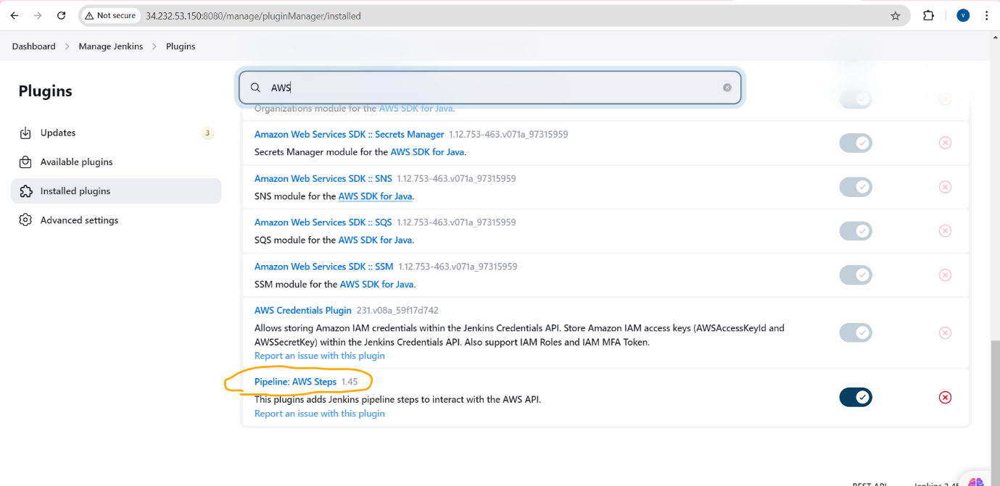 Not secure 34.232.53.150:8080/manage/pluginManager/installed V
Dashboard Manage Jenkins Plugins
Plugins
AWS
Updates 3
Available plugins
Installed plugins
Advanced settings
Organizations module for the AWS SDK for Java.
Amazon Web Services SDK :: Secrets Manager 1.12.753-463.v071a_97315959
Secrets Manager module for the AWS SDK for Java.
Amazon Web Services SDK :: SNS 1.12.753-463.v071a_97315959
SNS module for the AWS SDK for Java.
Amazon Web Services SDK :: SQS 1.12.753-463.v071a_97315959
SQS module for the AWS SDK for Java.
Amazon Web Services SDK :: SSM 1.12.753-463.v071a_97315959
SSM module for the AWS SDK for Java.
AWS Credentials Plugin 231.v08a_59f17d742
Allows storing Amazon IAM credentials within the Jenkins Credentials API. Store Amazon IAM access keys (AWSAccessKeyId and
AWSSecretKey) within the Jenkins Credentials API. Also support IAM Roles and IAM MFA Token.
Report an issue with this plugin
Pipeline: AWS Steps 1.45
This plugins adds Jenkins pipeline steps to interact with the AWS API.
Report an issue with this plugin
REST API